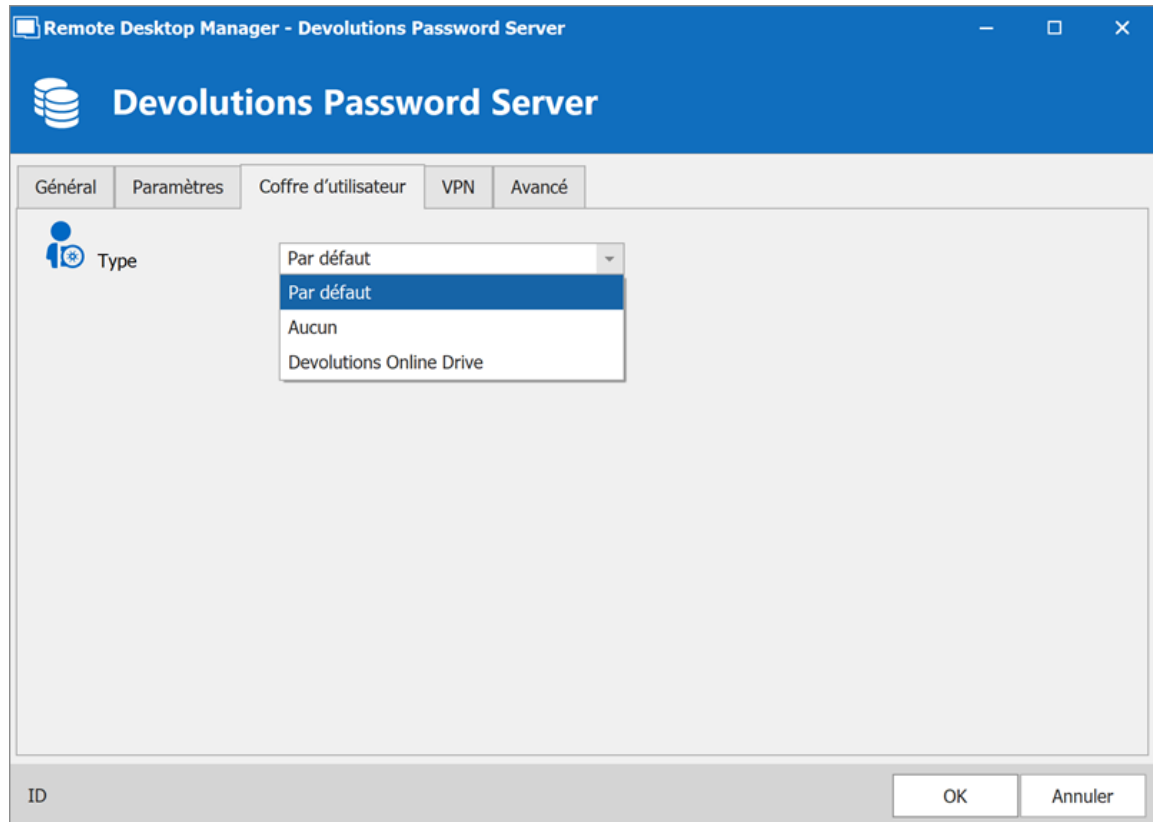 Remote Desktop Manager - Devolutions Password Server
Devolutions Password Server
Général Paramètres Coffre d'utilisateur VPN Avancé
Type Par défaut
Par défaut
Aucun
Devolutions Online Drive
ID OK Annuler